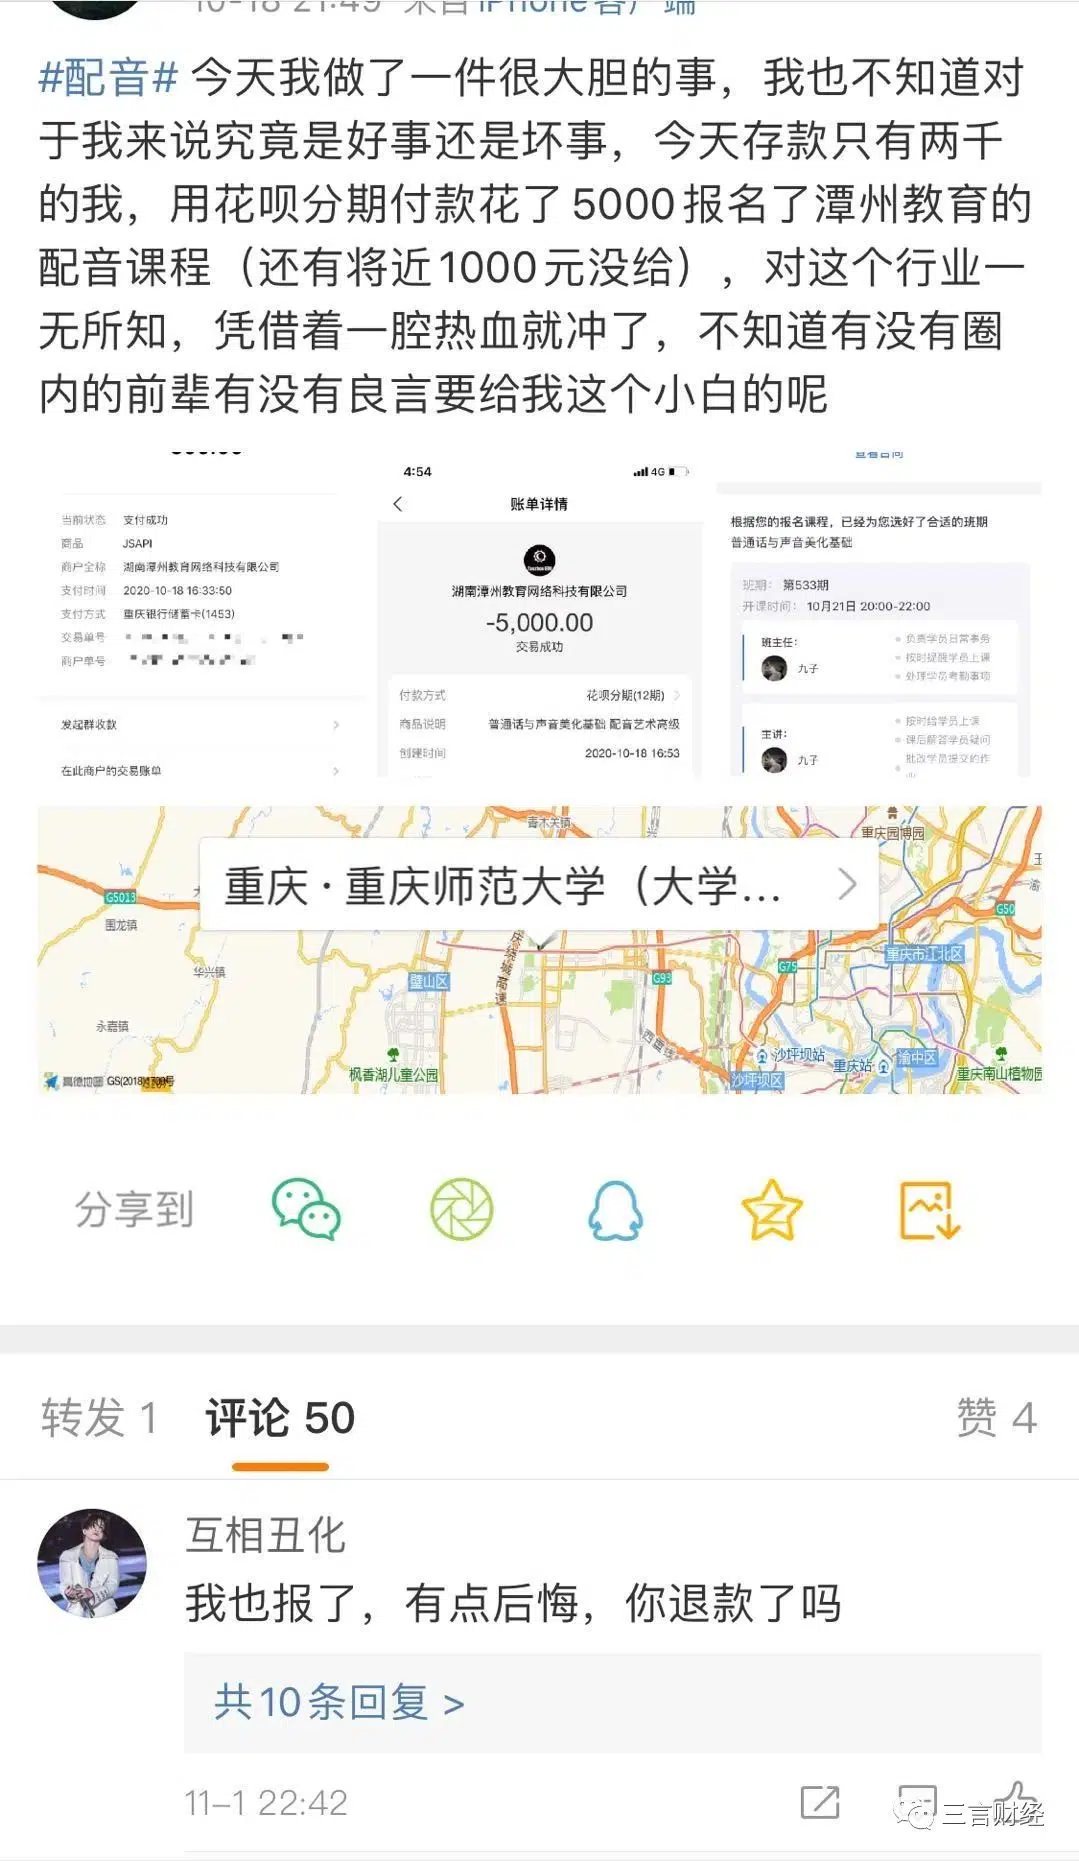 10-18 21:49 来自 iPhone客户端
#配音# 今天我做了一件很大胆的事，我也不知道对
于我来说究竟是好事还是坏事，今天存款只有两千
的我，用花呗分期付款花了5000报名了潭州教育的
配音课程（还有将近1000元没给），对这个行业一
无所知，凭借着一腔热血就冲了，不知道有没有圈
内的前辈有没有良言要给我这个小白的呢
当前状态 支付成功
商品 JSAPI
商户全称 湖南潭州教育网络科技有限公司
支付时间 2020-10-18 16:33:50
支付方式 重庆银行储蓄卡(1453)
交易单号
商户单号
发起群收款
在此商户的交易账单
4:54
4G
账单详情
湖南潭州教育网络科技有限公司
-5,000.00
交易成功
付款方式 花呗分期(12期)
商品说明 普通话与声音美化基础 配音艺术高级
创建时间 2020-10-18 16:53
查看合同
根据您的报名课程，已经为您选好了合适的班期
普通话与声音美化基础
班期： 第533期
开课时间： 10月21日 20:00-22:00
班主任：
九子
负责学员日常事务
按时提醒学员上课
处理学员考勤事项
主讲：
九子
按时给学员上课
课后解答学员疑问
批改学员提交的作
业
青木关镇
重庆园博园
重庆·重庆师范大学（大学...
G5013
围龙镇
G50
华兴镇
璧山区
G93
G75
重庆市江北区
永嘉镇
枫香湖儿童公园
沙坪坝站
沙坪坝区
重庆站
渝中区
重庆南山植物园
高德地图 GS(2018)1709号
分享到
转发 1 评论 50 赞 4
互相丑化
我也报了，有点后悔，你退款了吗
共10条回复 >
11-1 22:42
三言财经